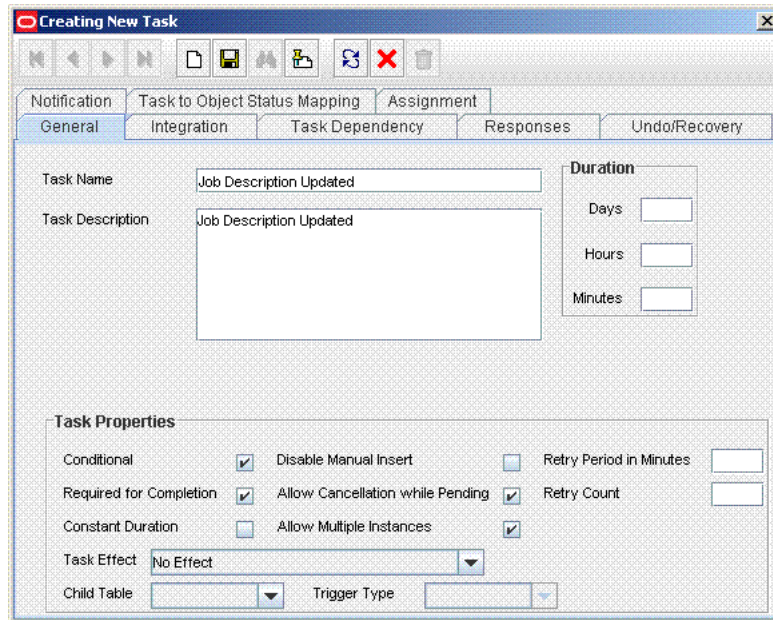 Creating New Task
Notification Task to Object Status Mapping Assignment
General Integration Task Dependency Responses Undo/Recovery
Task Name Job Description Updated
Task Description Job Description Updated
Duration
Days
Hours
Minutes
Task Properties
Conditional Disable Manual Insert Retry Period in Minutes
Required for Completion Allow Cancellation while Pending Retry Count
Constant Duration Allow Multiple Instances
Task Effect No Effect
Child Table Trigger Type